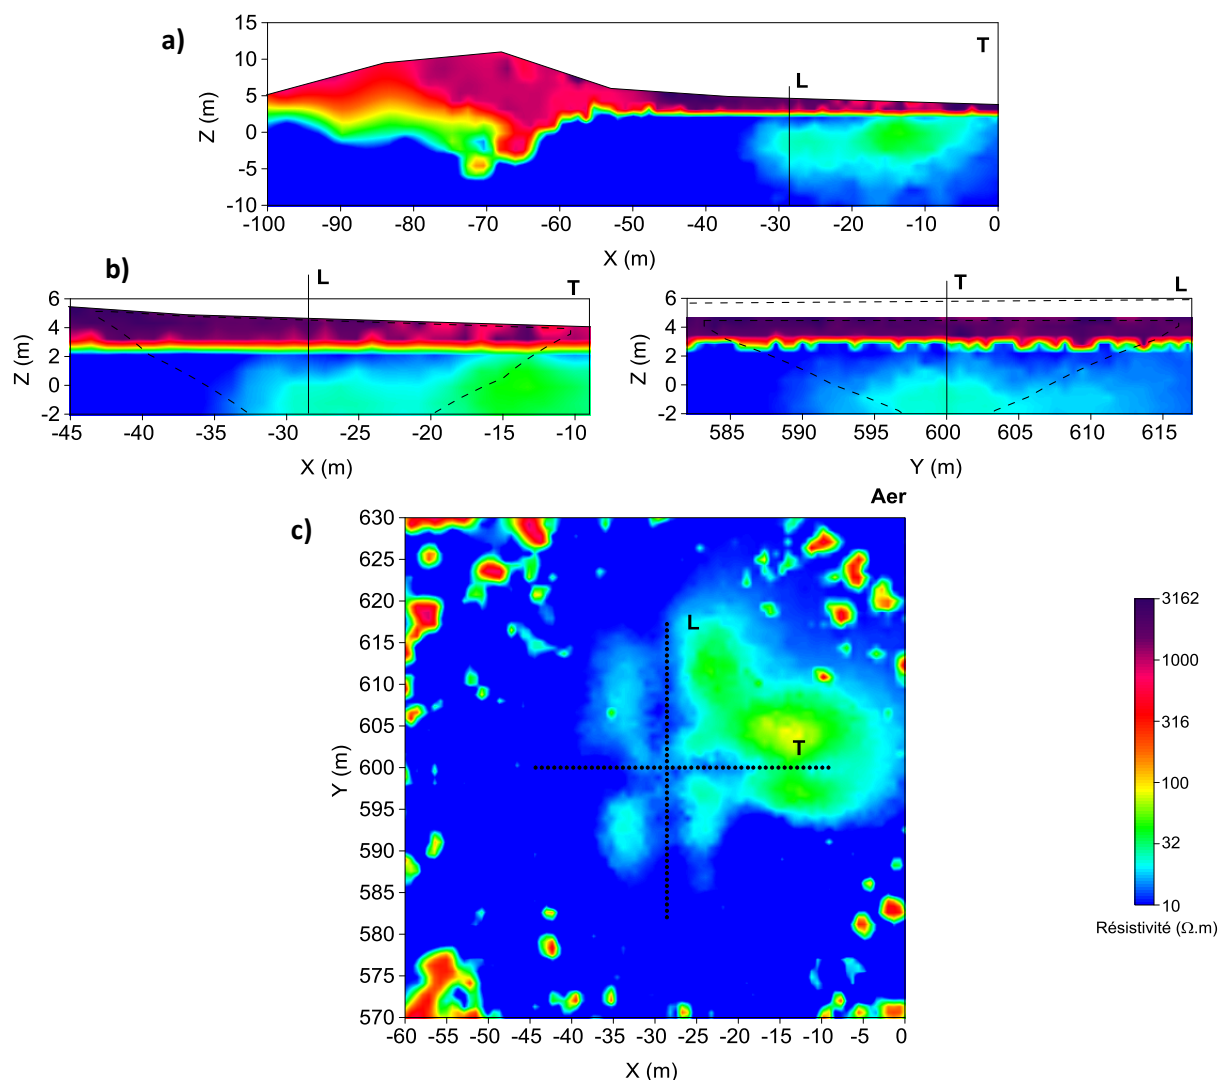 a)
15
10
5
0
-5
-10
Z (m)
T
L
-100 -90 -80 -70 -60 -50 -40 -30 -20 -10 0
X (m)
b)
6
4
2
0
-2
Z (m)
L
T
-45 -40 -35 -30 -25 -20 -15 -10
X (m)
6
4
2
0
-2
Z (m)
T
L
585 590 595 600 605 610 615
Y (m)
c)
Aer
630
625
620
615
610
605
600
595
590
585
580
575
570
Y (m)
L
T
-60 -55 -50 -45 -40 -35 -30 -25 -20 -15 -10 -5 0
X (m)
3162
1000
316
100
32
10
Résistivité (Ω.m)